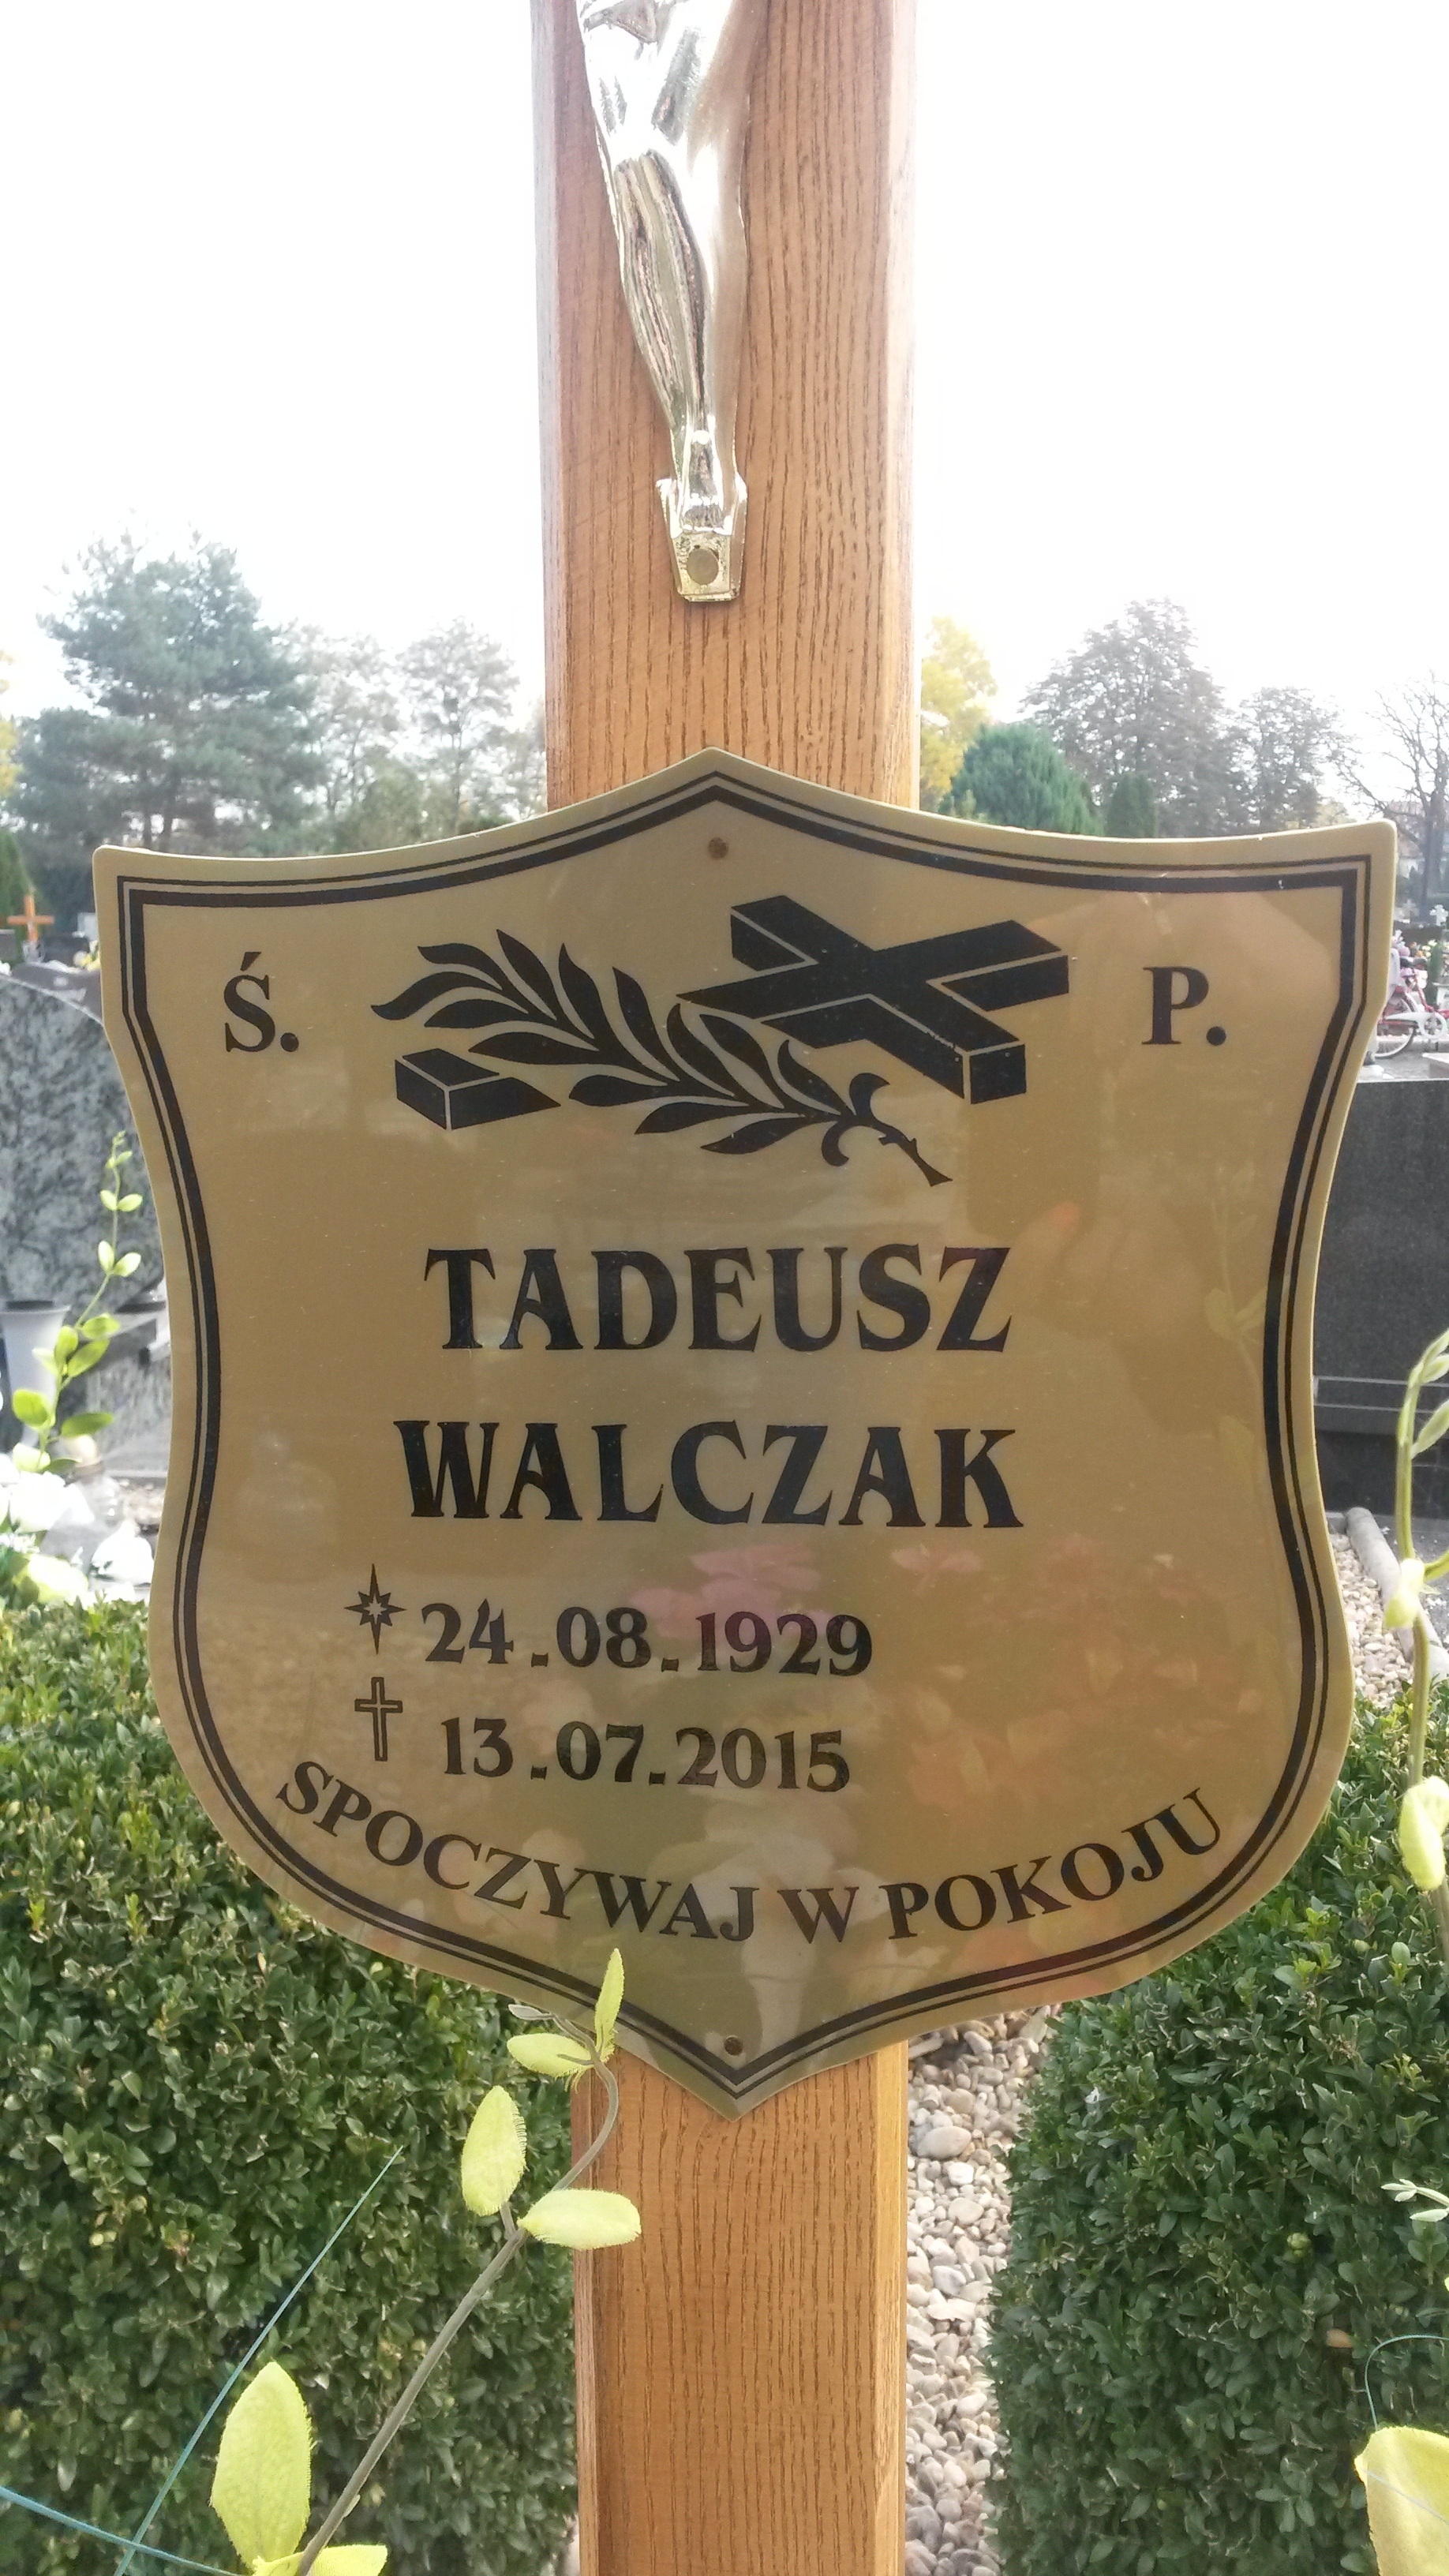 Ś. P.
TADEUSZ
WALCZAK
24.08.1929
13.07.2015
SPOCZYWAJ W POKOJU